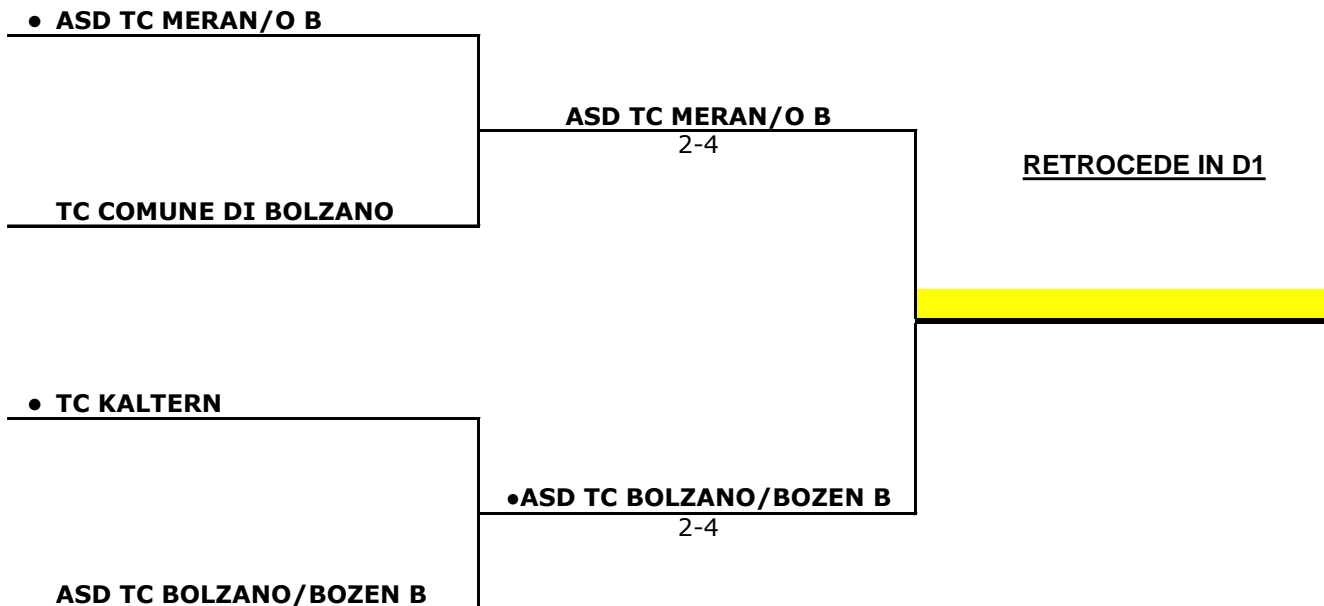 ● ASD TC MERAN/O B
ASD TC MERAN/O B
2-4
RETROCEDE IN D1
TC COMUNE DI BOLZANO
● TC KALTERN
●ASD TC BOLZANO/BOZEN B
2-4
ASD TC BOLZANO/BOZEN B